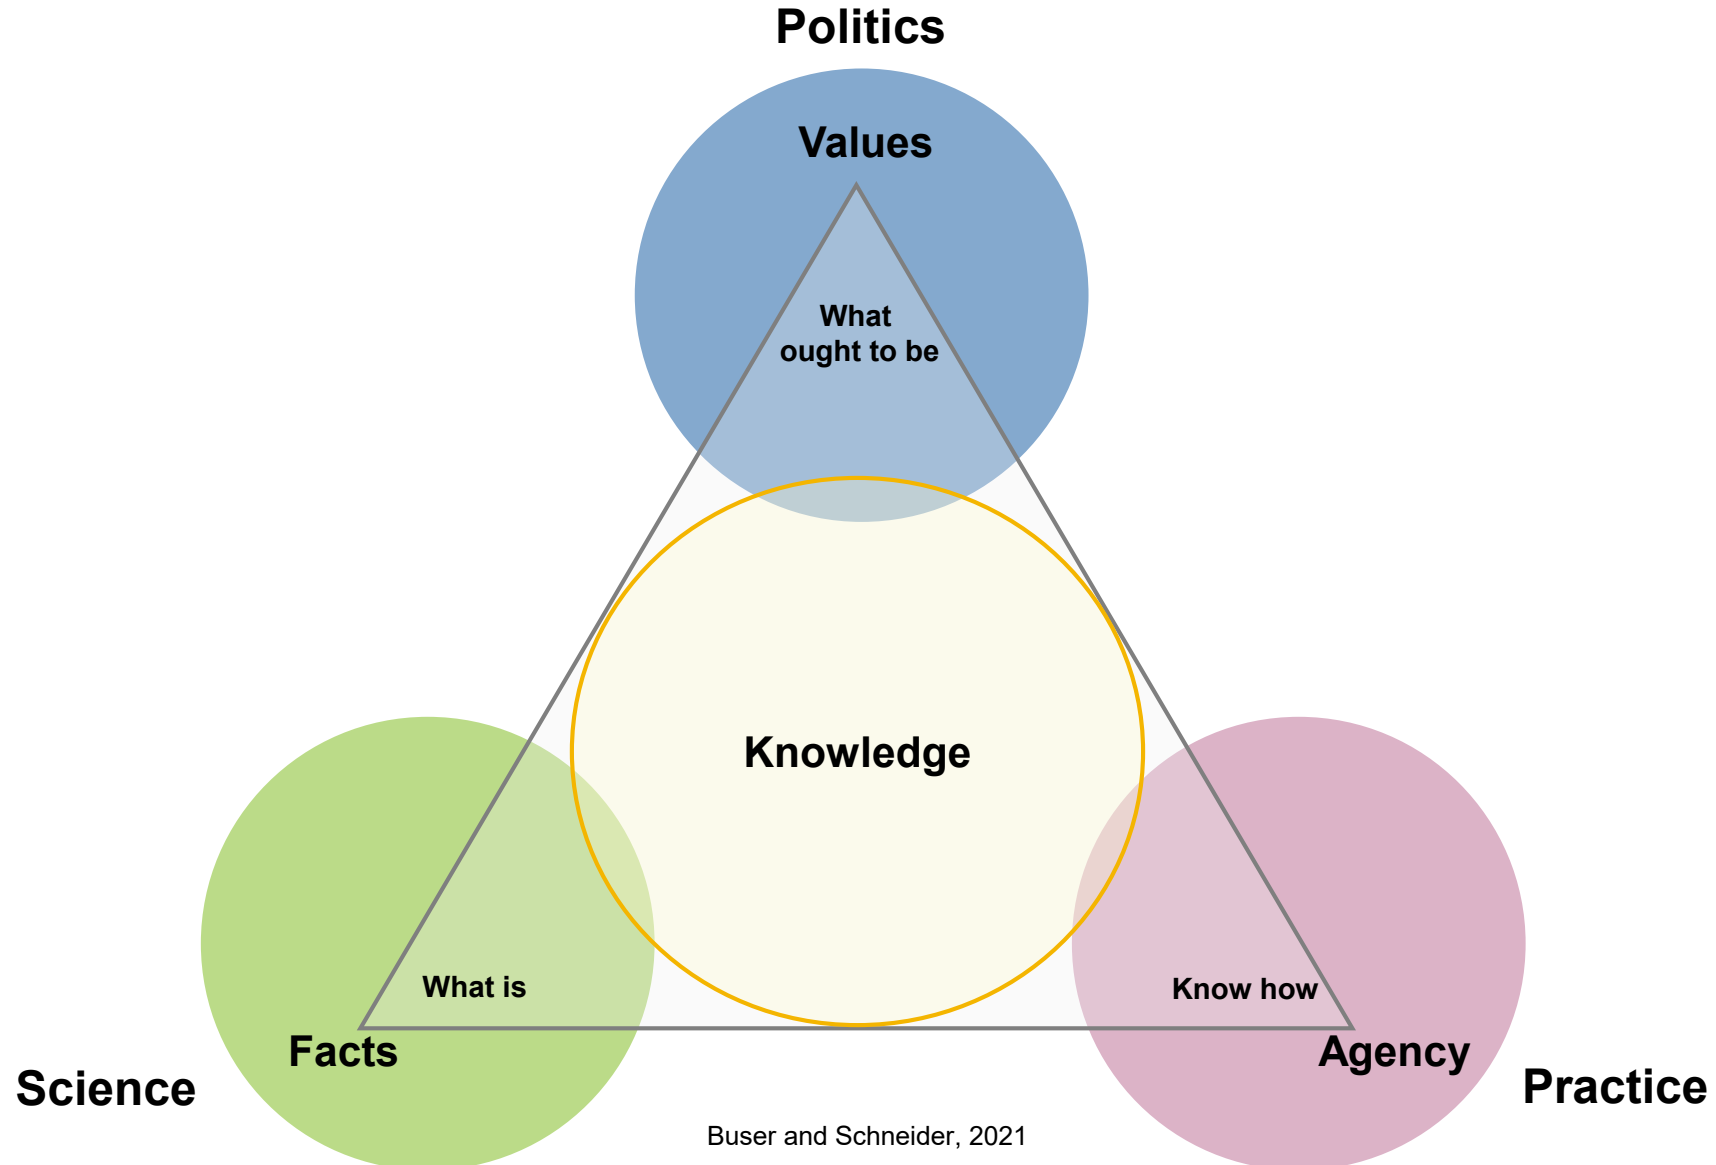 Politics
Values
What
ought to be
Knowledge
What is
Know how
Facts
Agency
Science
Practice
Buser and Schneider, 2021